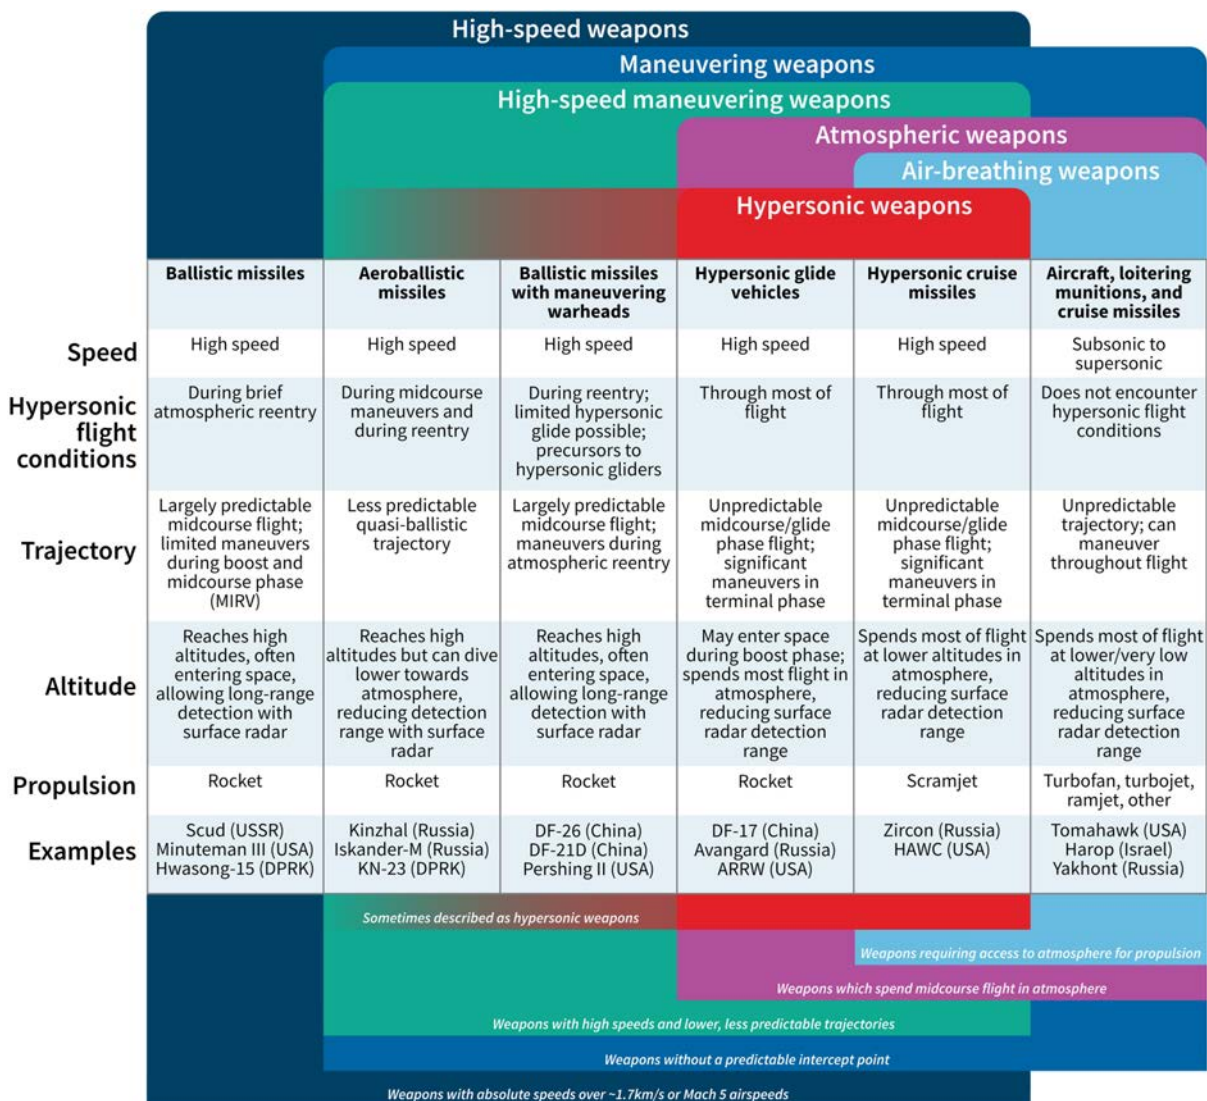 High-speed weapons
Maneuvering weapons
High-speed maneuvering weapons
Atmospheric weapons
Air-breathing weapons
Hypersonic weapons
Ballistic missiles
Aeroballistic
missiles
Ballistic missiles
with maneuvering
warheads
Hypersonic glide
vehicles
Hypersonic cruise
missiles
Aircraft, loitering
munitions, and
cruise missiles
Speed
High speed
High speed
High speed
High speed
High speed
Subsonic to
supersonic
Hypersonic
flight
conditions
During brief
atmospheric reentry
During midcourse
maneuvers and
during reentry
During reentry;
limited hypersonic
glide possible;
precursors to
hypersonic gliders
Through most of
flight
Through most of
flight
Does not encounter
hypersonic flight
conditions
Trajectory
Largely predictable
midcourse flight;
limited maneuvers
during boost and
midcourse phase
(MIRV)
Less predictable
quasi-ballistic
trajectory
Largely predictable
midcourse flight;
maneuvers during
atmospheric reentry
Unpredictable
midcourse/glide
phase flight;
significant
maneuvers in
terminal phase
Unpredictable
midcourse/glide
phase flight;
significant
maneuvers in
terminal phase
Unpredictable
trajectory; can
maneuver
throughout flight
Altitude
Reaches high
altitudes, often
entering space,
allowing long-range
detection with
surface radar
Reaches high
altitudes but can dive
lower towards
atmosphere,
reducing detection
range with surface
radar
Reaches high
altitudes, often
entering space,
allowing long-range
detection with
surface radar
May enter space
during boost phase;
spends most flight in
atmosphere,
reducing surface
radar detection
range
Spends most of flight
at lower altitudes in
atmosphere,
reducing surface
radar detection
range
Spends most of flight
at lower/very low
altitudes in
atmosphere,
reducing surface
radar detection
range
Propulsion
Rocket
Rocket
Rocket
Rocket
Scramjet
Turbofan, turbojet,
ramjet, other
Examples
Scud (USSR)
Minuteman III (USA)
Hwasong-15 (DPRK)
Kinzhal (Russia)
Iskander-M (Russia)
KN-23 (DPRK)
DF-26 (China)
DF-21D (China)
Pershing II (USA)
DF-17 (China)
Avangard (Russia)
ARRW (USA)
Zircon (Russia)
HAWC (USA)
Tomahawk (USA)
Harop (Israel)
Yakhont (Russia)
Sometimes described as hypersonic weapons
Weapons requiring access to atmosphere for propulsion
Weapons which spend midcourse flight in atmosphere
Weapons with high speeds and lower, less predictable trajectories
Weapons without a predictable intercept point
Weapons with absolute speeds over ~1.7km/s or Mach 5 airspeeds